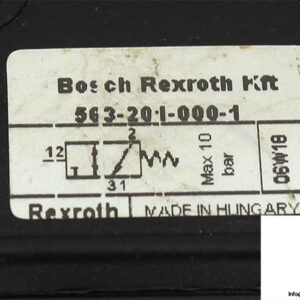 Bosch Rexroth Kft
563-201-000-1
2
12
31
Max 10
bar
06W18
Rexroth
MADE IN HUNGARY